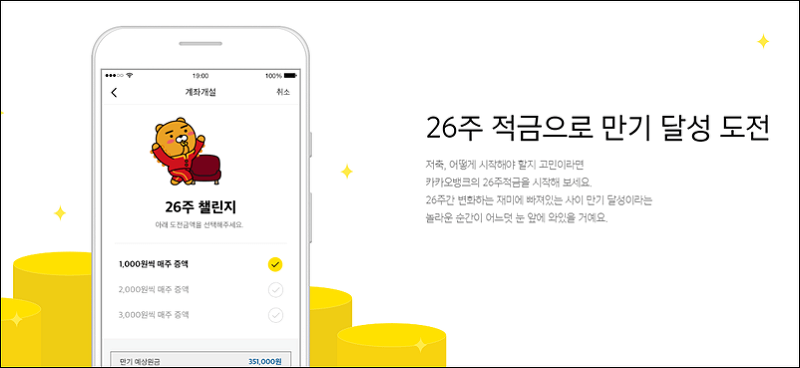 19:00
100%
계좌개설
취소
26주 챌린지
아래 도전금액을 선택해주세요.
1,000원씩 매주 증액
2,000원씩 매주 증액
3,000원씩 매주 증액
만기 예상원금
351,000원
26주 적금으로 만기 달성 도전
저축, 어떻게 시작해야 할지 고민이라면
카카오뱅크의 26주적금을 시작해 보세요.
26주간 변화하는 재미에 빠져있는 사이 만기 달성이라는
놀라운 순간이 어느덧 눈 앞에 와있을 거예요.